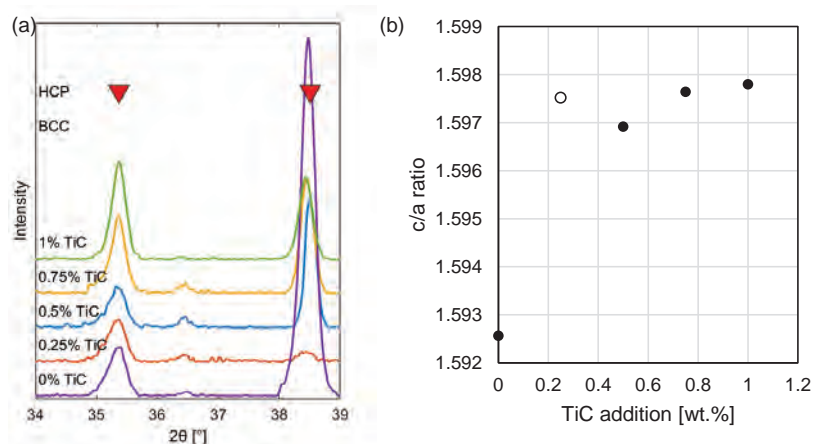 (a)
HCP
BCC
Intensity
1% TiC
0.75% TiC
0.5% TiC
0.25% TiC
0% TiC
34 35 36 37 38 39
2θ [°]
(b)
1.599
1.598
1.597
1.596
1.595
1.594
1.593
1.592
c/a ratio
0 0.2 0.4 0.6 0.8 1 1.2
TiC addition [wt.%]